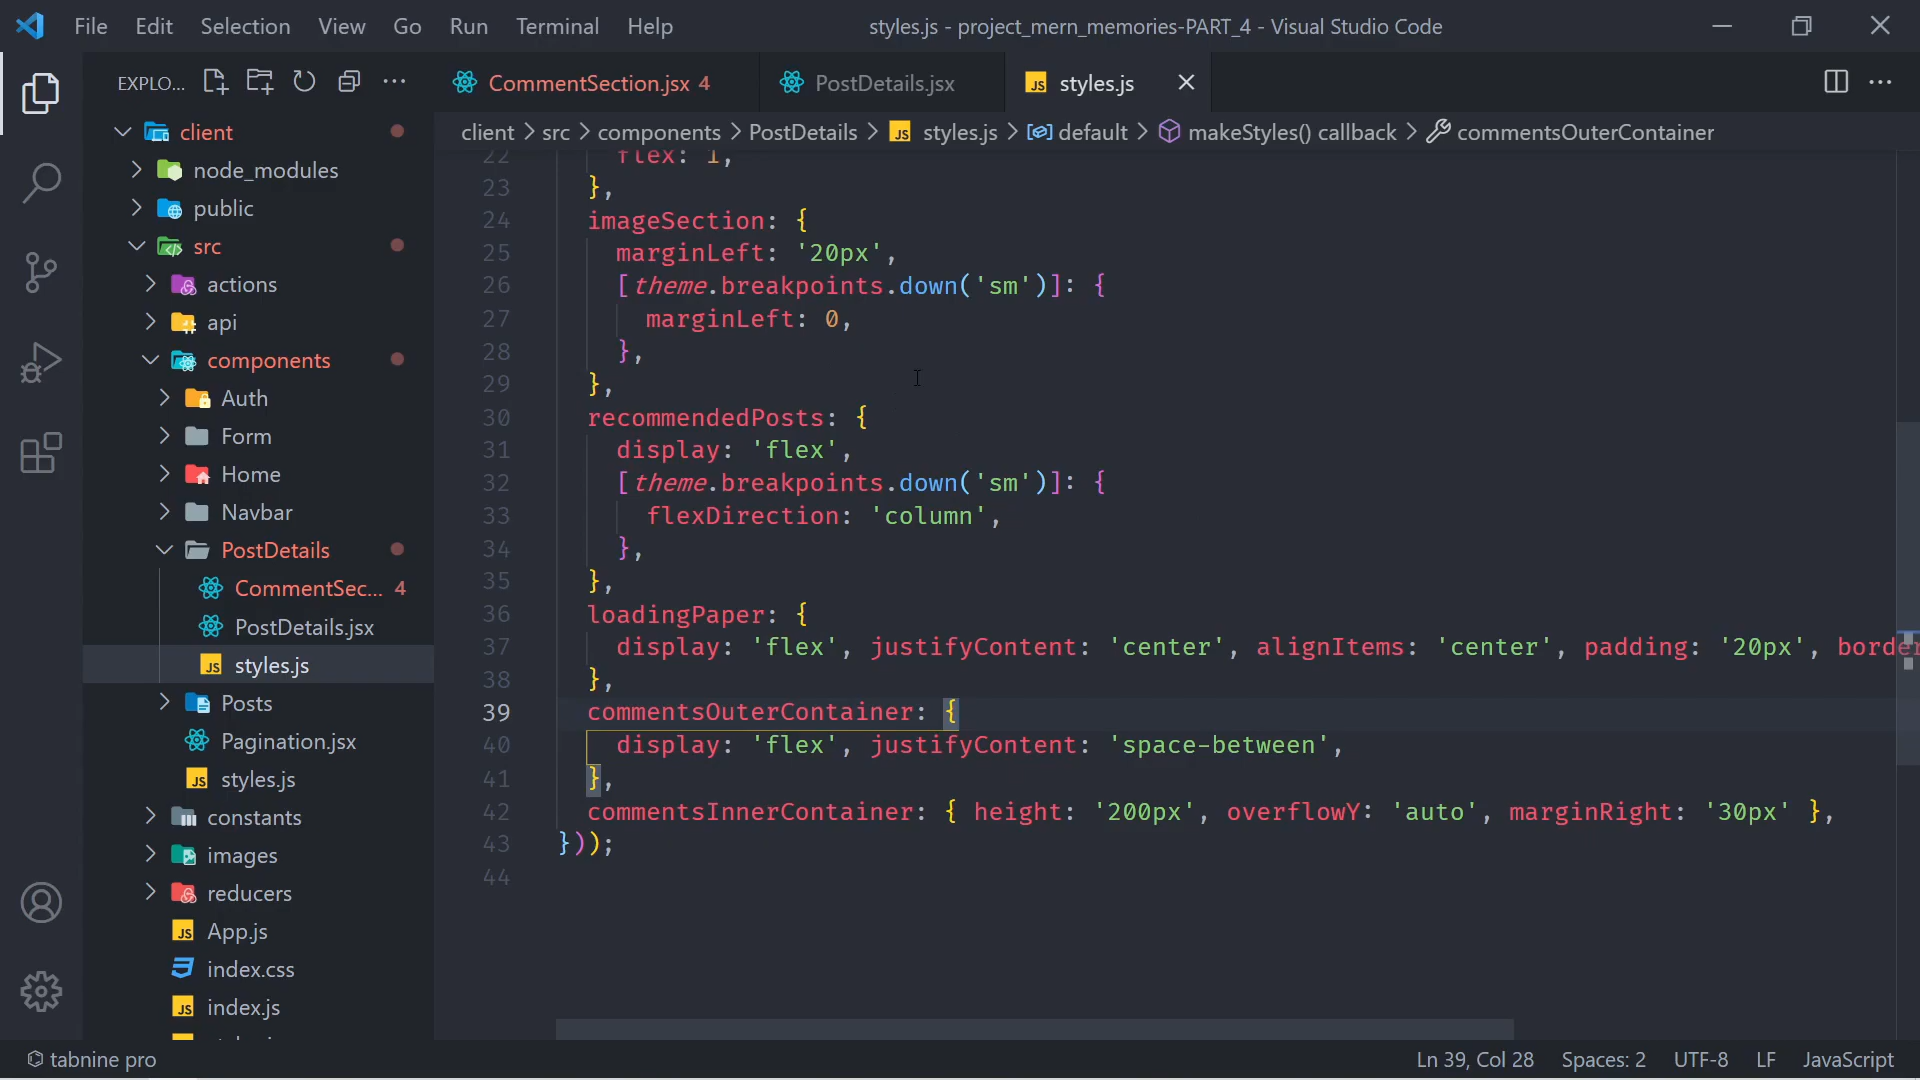 File Edit Selection View Go Run Terminal Help styles.js - project_mern_memories-PART_4 - Visual Studio Code
EXPLO... CommentSection.jsx 4 PostDetails.jsx JS styles.js
client > src > components > PostDetails > JS styles.js > default > makeStyles() callback > commentsOuterContainer
client
node_modules
public
src
actions
api
components
Auth
Form
Home
Navbar
PostDetails
CommentSec... 4
PostDetails.jsx
JS styles.js
Posts
Pagination.jsx
JS styles.js
constants
images
reducers
JS App.js
index.css
JS index.js
22 flex: 1,
23 },
24 imageSection: {
25 marginLeft: '20px',
26 [theme.breakpoints.down('sm')]: {
27 marginLeft: 0,
28 },
29 },
30 recommendedPosts: {
31 display: 'flex',
32 [theme.breakpoints.down('sm')]: {
33 flexDirection: 'column',
34 },
35 },
36 loadingPaper: {
37 display: 'flex', justifyContent: 'center', alignItems: 'center', padding: '20px', border
38 },
39 commentsOuterContainer: {
40 display: 'flex', justifyContent: 'space-between',
41 },
42 commentsInnerContainer: { height: '200px', overflowY: 'auto', marginRight: '30px' },
43 }));
44
tabnine pro Ln 39, Col 28 Spaces: 2 UTF-8 LF JavaScript